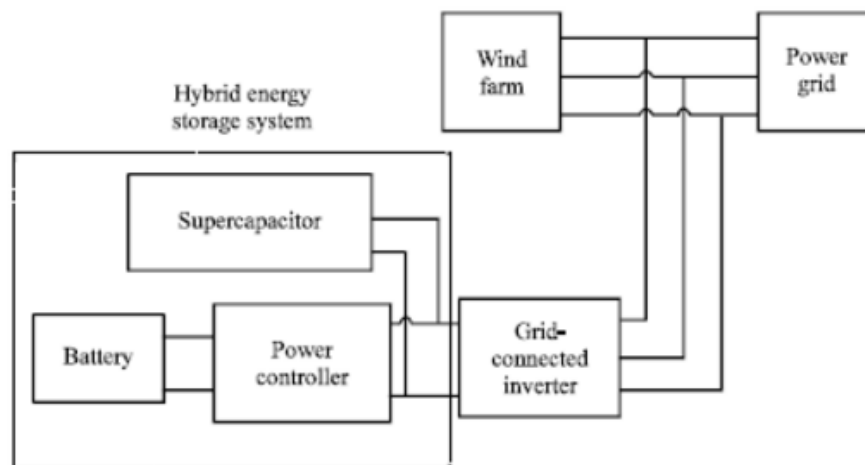 Wind
farm
Power
grid
Hybrid energy
storage system
Supercapacitor
Battery
Power
controller
Grid-
connected
inverter